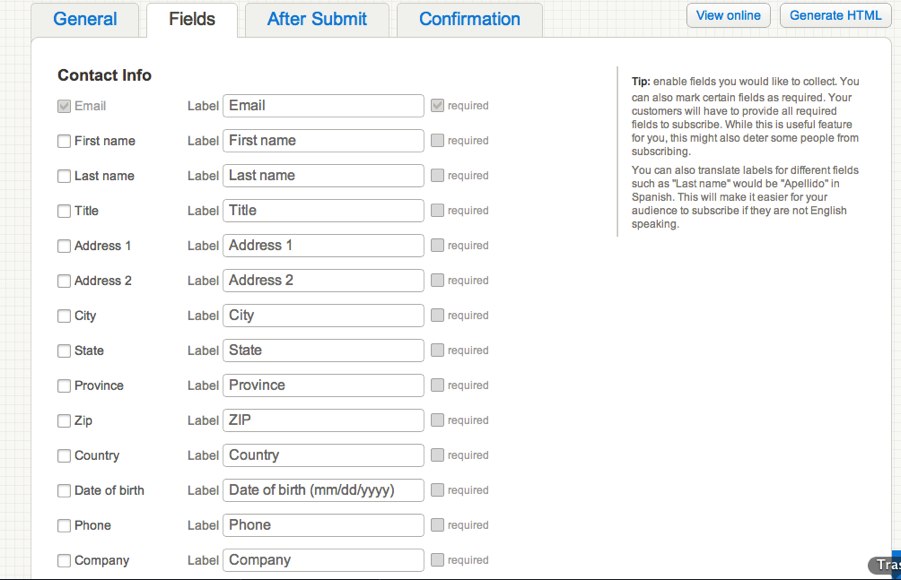 General
Fields
After Submit
Confirmation
View online
Generate HTML
Contact Info
Email Label Email required
First name Label First name required
Last name Label Last name required
Title Label Title required
Address 1 Label Address 1 required
Address 2 Label Address 2 required
City Label City required
State Label State required
Province Label Province required
Zip Label ZIP required
Country Label Country required
Date of birth Label Date of birth (mm/dd/yyyy) required
Phone Label Phone required
Company Label Company required
Tip: enable fields you would like to collect. You
can also mark certain fields as required. Your
customers will have to provide all required
fields to subscribe. While this is useful feature
for you, this might also deter some people from
subscribing.
You can also translate labels for different fields
such as "Last name" would be "Apellido" in
Spanish. This will make it easier for your
audience to subscribe if they are not English
speaking.